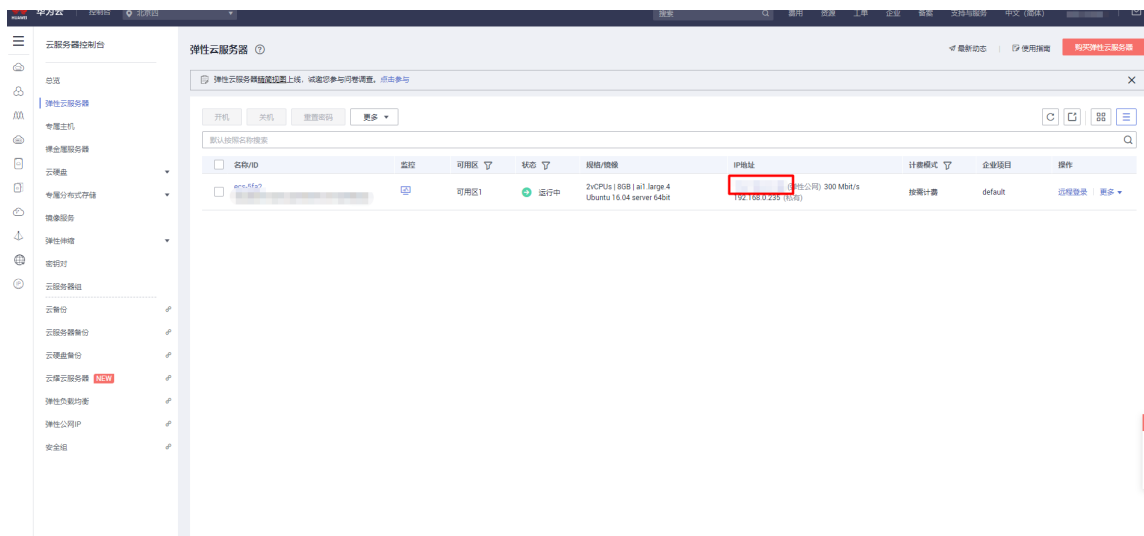 HUAWEI 华为云 控制台 北京四 搜索 费用 资源 工单 企业 备案 支持与服务 中文 (简体)
云服务器控制台
总览
弹性云服务器
专属主机
裸金属服务器
云硬盘
专属分布式存储
镜像服务
弹性伸缩
密钥对
云服务器组
云备份
云服务器备份
云硬盘备份
云耀云服务器 NEW
弹性负载均衡
弹性公网IP
安全组
弹性云服务器 最新动态 使用指南 购买弹性云服务器
弹性云服务器精简视图上线，诚邀您参与问卷调查。点击参与
开机 关机 重置密码 更多
默认按照名称搜索
名称/ID 监控 可用区 状态 规格/镜像 IP地址 计费模式 企业项目 操作
ecs-5fx2 可用区1 运行中 2vCPUs | 8GB | ai1.large.4 (弹性公网) 300 Mbit/s 按需计费 default 远程登录 更多
Ubuntu 16.04 server 64bit 192.168.0.235 (私有)